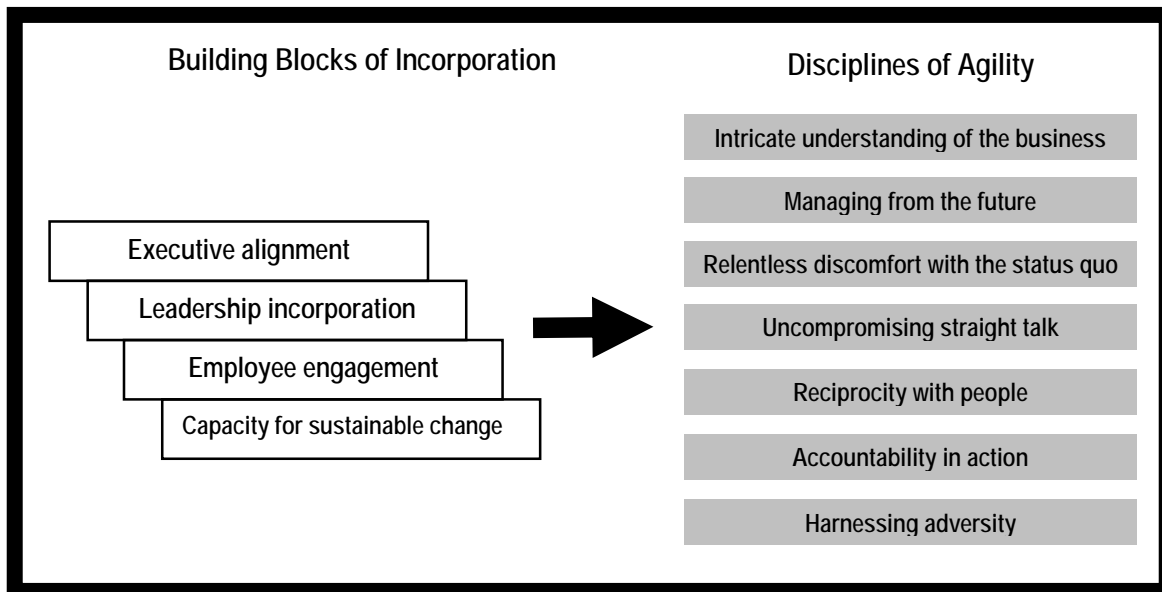 Building Blocks of Incorporation
Executive alignment
Leadership incorporation
Employee engagement
Capacity for sustainable change
Disciplines of Agility
Intricate understanding of the business
Managing from the future
Relentless discomfort with the status quo
Uncompromising straight talk
Reciprocity with people
Accountability in action
Harnessing adversity